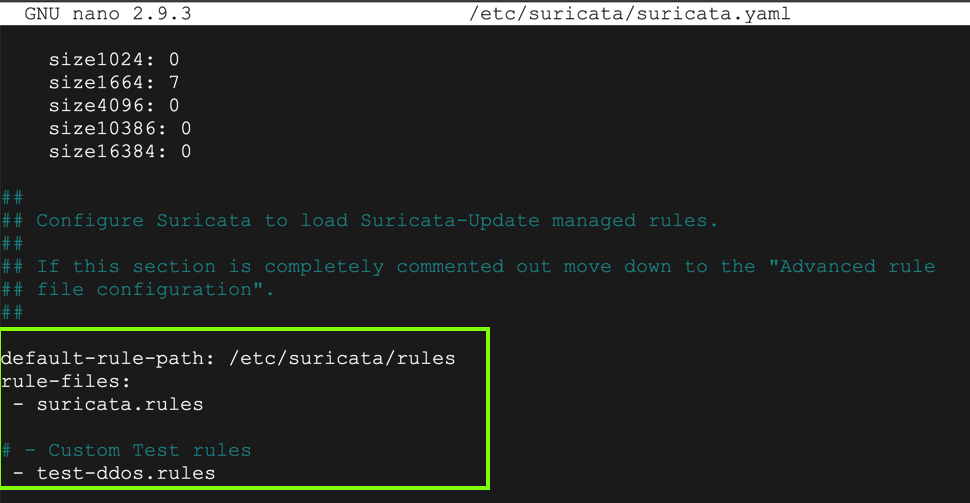 GNU nano 2.9.3 /etc/suricata/suricata.yaml
size1024: 0
size1664: 7
size4096: 0
size10386: 0
size16384: 0
##
## Configure Suricata to load Suricata-Update managed rules.
##
## If this section is completely commented out move down to the "Advanced rule
## file configuration".
##
default-rule-path: /etc/suricata/rules
rule-files:
- suricata.rules
# - Custom Test rules
- test-ddos.rules